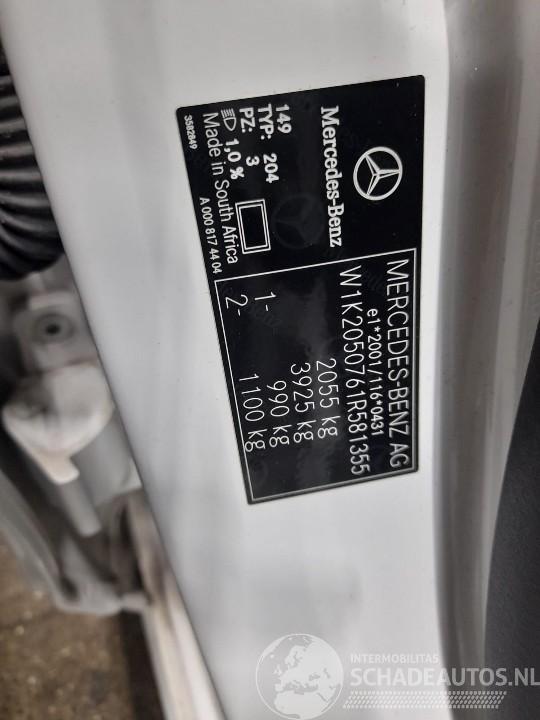 MERCEDES-BENZ AG
e1*2001/116*0431
W1K2050761R581355
2055 kg
3925 kg
1- 990 kg
2- 1100 kg
Mercedes-Benz
149
TYP: 204
PZ: 3
1,0 %
Made in South Africa
A 000 817 44 04
3582849
INTERMOBILITAS
SCHADEAUTOS.NL